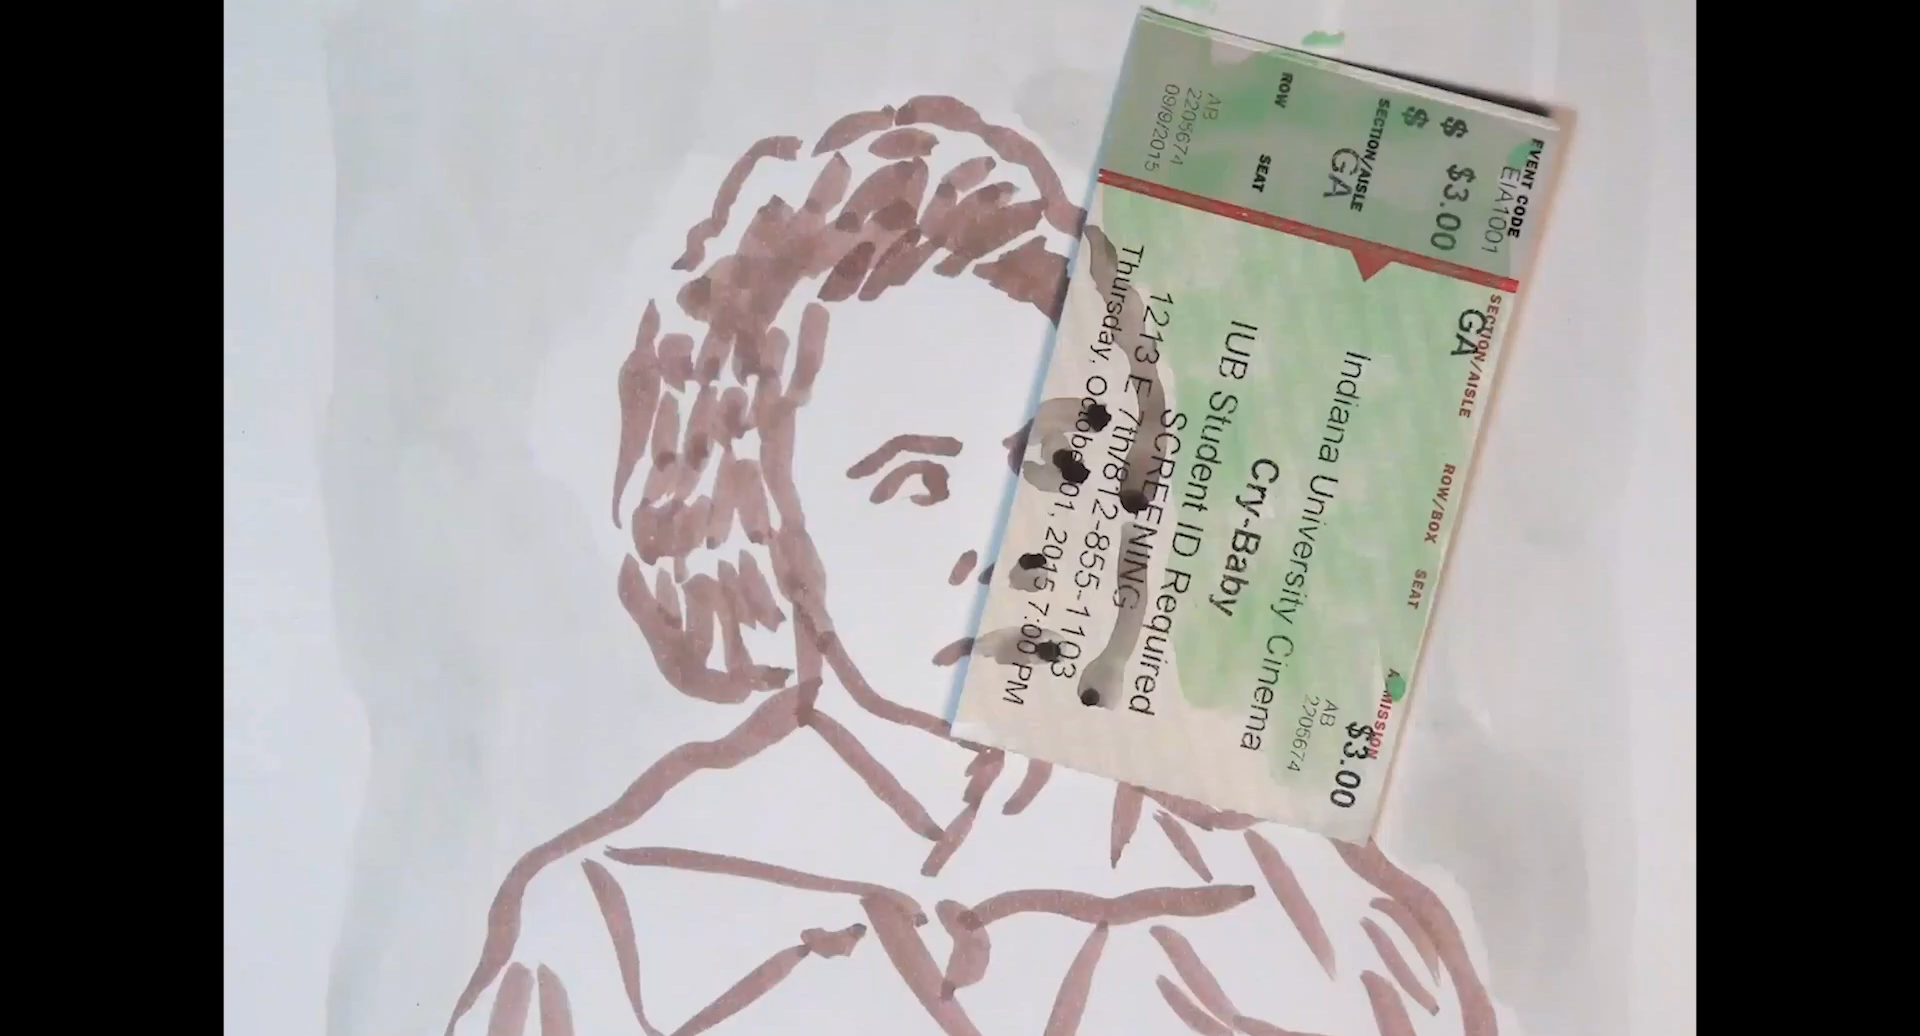 EVENT CODE
EIA1001
$ $3.00
$
SECTION/AISLE
GA
ROW SEAT
AB
2205674
09/9/2015
SECTION/AISLE ROW/BOX SEAT ADMISSION
GA $3.00
Indiana University Cinema AB
2205674
Cry-Baby
IUB Student ID Required
SCREENING
1213 E 7th/812-855-1103
Thursday, October 01, 2015 7:00 PM